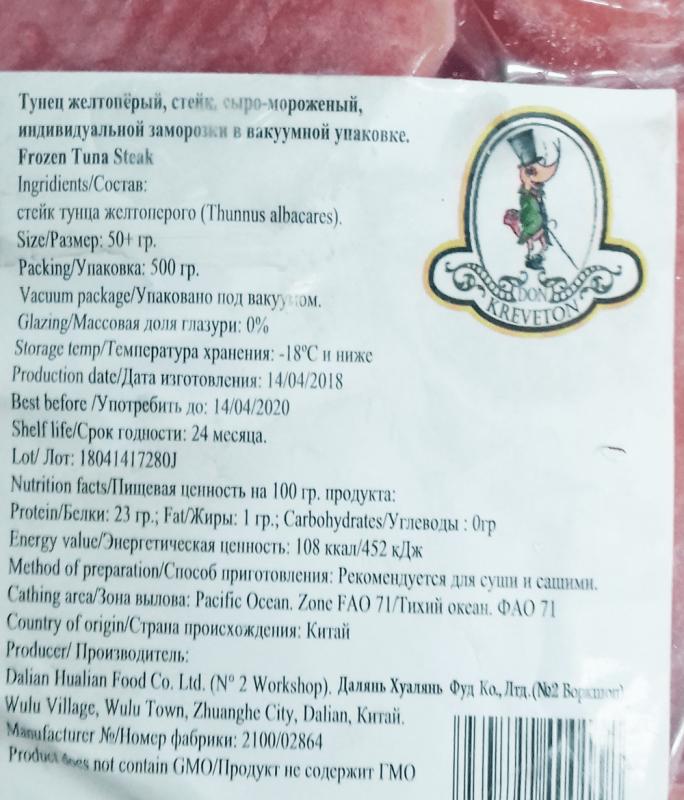 Тунец желтопёрый, стейк, сыро-мороженый,
индивидуальной заморозки в вакуумной упаковке.
Frozen Tuna Steak
Ingridients/Состав:
стейк тунца желтоперого (Thunnus albacares).
Size/Размер: 50+ гр.
Packing/Упаковка: 500 гр.
Vacuum package/Упаковано под вакуумом.
Glazing/Массовая доля глазури: 0%
Storage temp/Температура хранения: -18ºС и ниже
Production date/Дата изготовления: 14/04/2018
Best before /Употребить до: 14/04/2020
Shelf life/Срок годности: 24 месяца.
Lot/ Лот: 18041417280J
Nutrition facts/Пищевая ценность на 100 гр. продукта:
Protein/Белки: 23 гр.; Fat/Жиры: 1 гр.; Carbohydrates/Углеводы : 0гр
Energy value/Энергетическая ценность: 108 ккал/452 кДж
Method of preparation/Способ приготовления: Рекомендуется для суши и сашими.
Cathing area/Зона вылова: Pacific Ocean. Zone FAO 71/Тихий океан. ФАО 71
Country of origin/Страна происхождения: Китай
Producer/ Производитель:
Dalian Hualian Food Co. Ltd. (Nº 2 Workshop). Далянь Хуалянь Фуд Ко., Лтд.(№2 Воркшоп)
Wulu Village, Wulu Town, Zhuanghe City, Dalian, Китай.
Manufacturer №/Номер фабрики: 2100/02864
Product does not contain GMO/Продукт не содержит ГМО
DON
KREVETON